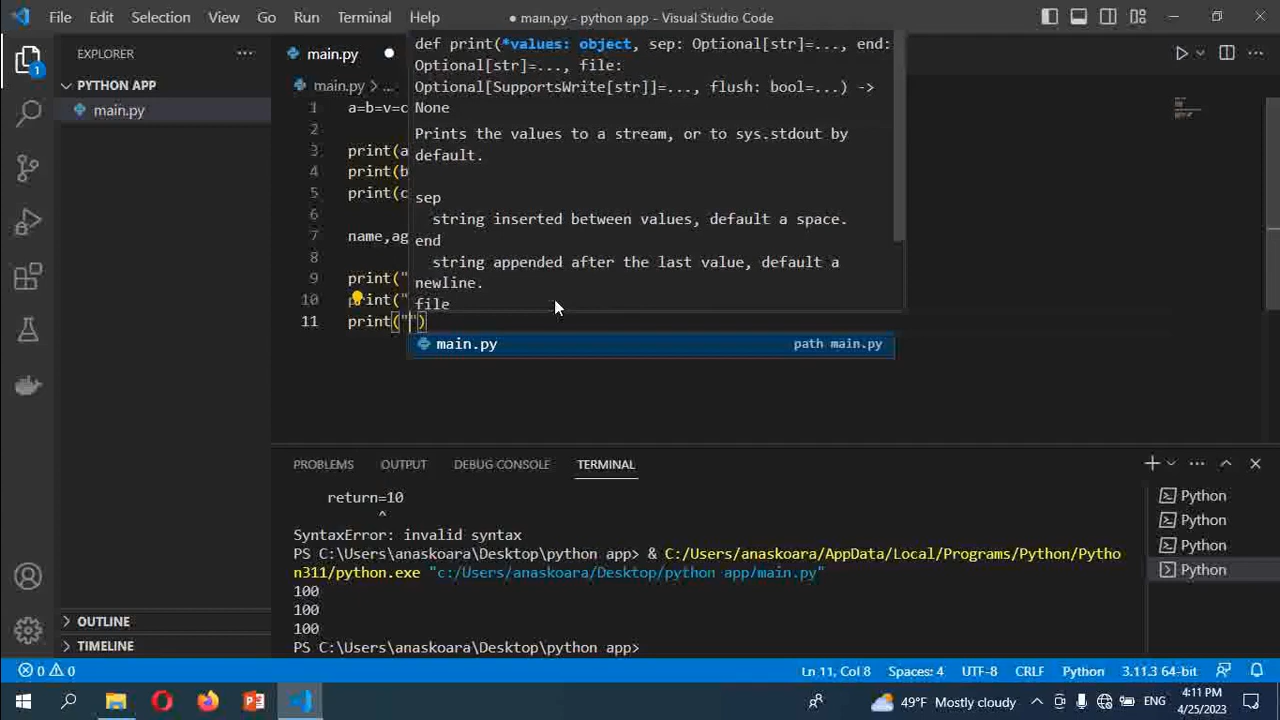 File Edit Selection View Go Run Terminal Help
● main.py - python app - Visual Studio Code
EXPLORER
main.py
PYTHON APP
main.py
1
main.py > ...
1 a=b=v=c
2
3 print(a
4 print(b
5 print(c
6
7 name,ag
8
9 print("
10 print("
11 print("")
def print(*values: object, sep: Optional[str]=..., end:
Optional[str]=..., file:
Optional[SupportsWrite[str]]=..., flush: bool=...) ->
None
Prints the values to a stream, or to sys.stdout by
default.
sep
string inserted between values, default a space.
end
string appended after the last value, default a
newline.
file
main.py path main.py
PROBLEMS OUTPUT DEBUG CONSOLE TERMINAL
return=10
^
SyntaxError: invalid syntax
PS C:\Users\anaskoara\Desktop\python app> & C:/Users/anaskoara/AppData/Local/Programs/Python/Pytho
n311/python.exe "c:/Users/anaskoara/Desktop/python app/main.py"
100
100
100
PS C:\Users\anaskoara\Desktop\python app>
Python
Python
Python
Python
OUTLINE
TIMELINE
0 0
Ln 11, Col 8 Spaces: 4 UTF-8 CRLF Python 3.11.3 64-bit
49°F Mostly cloudy
ENG
4:11 PM
4/25/2023